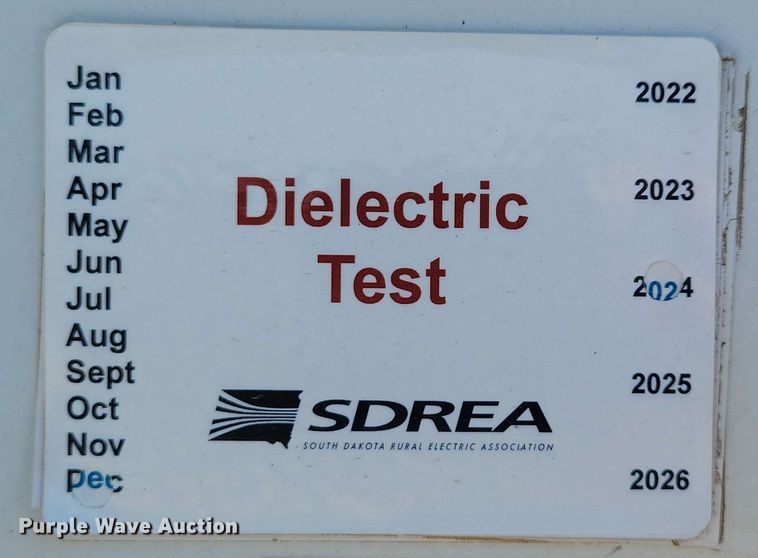 Jan
Feb
Mar
Apr
May
Jun
Jul
Aug
Sept
Oct
Nov
Dec
Dielectric
Test
SDREA
SOUTH DAKOTA RURAL ELECTRIC ASSOCIATION
2022
2023
2024
2025
2026
Purple Wave Auction